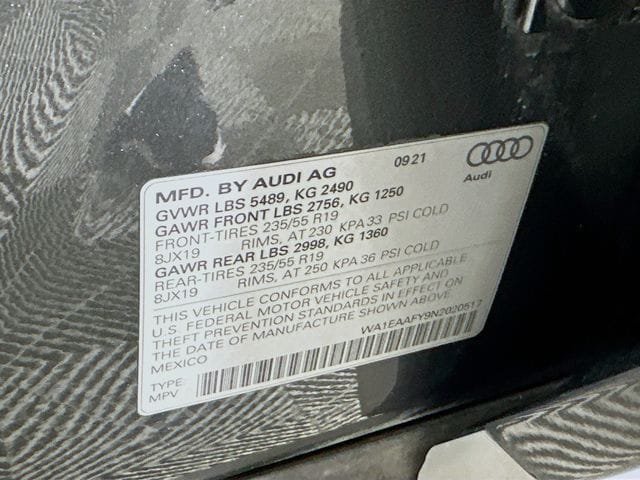 MFD. BY AUDI AG 09 21
Audi
GVWR LBS 5489, KG 2490
GAWR FRONT LBS 2756, KG 1250
FRONT-TIRES 235/55 R19
8JX19 RIMS, AT 230 KPA 33 PSI COLD
GAWR REAR LBS 2998, KG 1360
REAR-TIRES 235/55 R19
8JX19 RIMS, AT 250 KPA 36 PSI COLD
THIS VEHICLE CONFORMS TO ALL APPLICABLE
U.S. FEDERAL MOTOR VEHICLE SAFETY AND
THEFT PREVENTION STANDARDS IN EFFECT ON
THE DATE OF MANUFACTURE SHOWN ABOVE.
MEXICO WA1EAAFY9N2020517
TYPE:
MPV